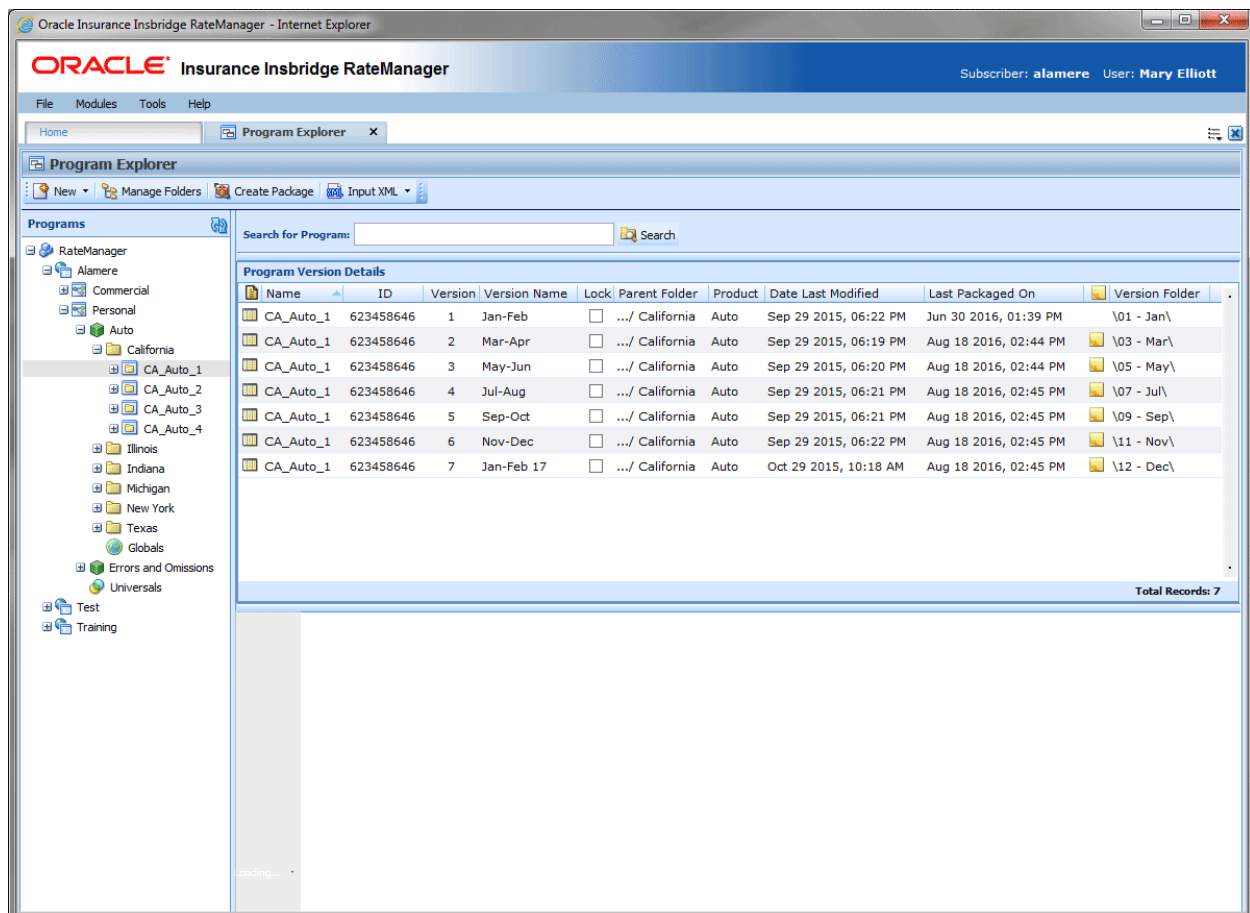 Oracle Insurance Insbridge RateManager - Internet Explorer
ORACLE Insurance Insbridge RateManager
Subscriber: alamere User: Mary Elliott
File Modules Tools Help
Home Program Explorer
Program Explorer
New Manage Folders Create Package Input XML
Programs
RateManager
Alamere
Commercial
Personal
Auto
California
CA_Auto_1
CA_Auto_2
CA_Auto_3
CA_Auto_4
Illinois
Indiana
Michigan
New York
Texas
Globals
Errors and Omissions
Universals
Test
Training
Search for Program: Search
Program Version Details
Name ID Version Version Name Lock Parent Folder Product Date Last Modified Last Packaged On Version Folder
CA_Auto_1 623458646 1 Jan-Feb .../ California Auto Sep 29 2015, 06:22 PM Jun 30 2016, 01:39 PM \01 - Jan\
CA_Auto_1 623458646 2 Mar-Apr .../ California Auto Sep 29 2015, 06:19 PM Aug 18 2016, 02:44 PM \03 - Mar\
CA_Auto_1 623458646 3 May-Jun .../ California Auto Sep 29 2015, 06:20 PM Aug 18 2016, 02:44 PM \05 - May\
CA_Auto_1 623458646 4 Jul-Aug .../ California Auto Sep 29 2015, 06:21 PM Aug 18 2016, 02:45 PM \07 - Jul\
CA_Auto_1 623458646 5 Sep-Oct .../ California Auto Sep 29 2015, 06:21 PM Aug 18 2016, 02:45 PM \09 - Sep\
CA_Auto_1 623458646 6 Nov-Dec .../ California Auto Sep 29 2015, 06:22 PM Aug 18 2016, 02:45 PM \11 - Nov\
CA_Auto_1 623458646 7 Jan-Feb 17 .../ California Auto Oct 29 2015, 10:18 AM Aug 18 2016, 02:45 PM \12 - Dec\
Total Records: 7
Loading...